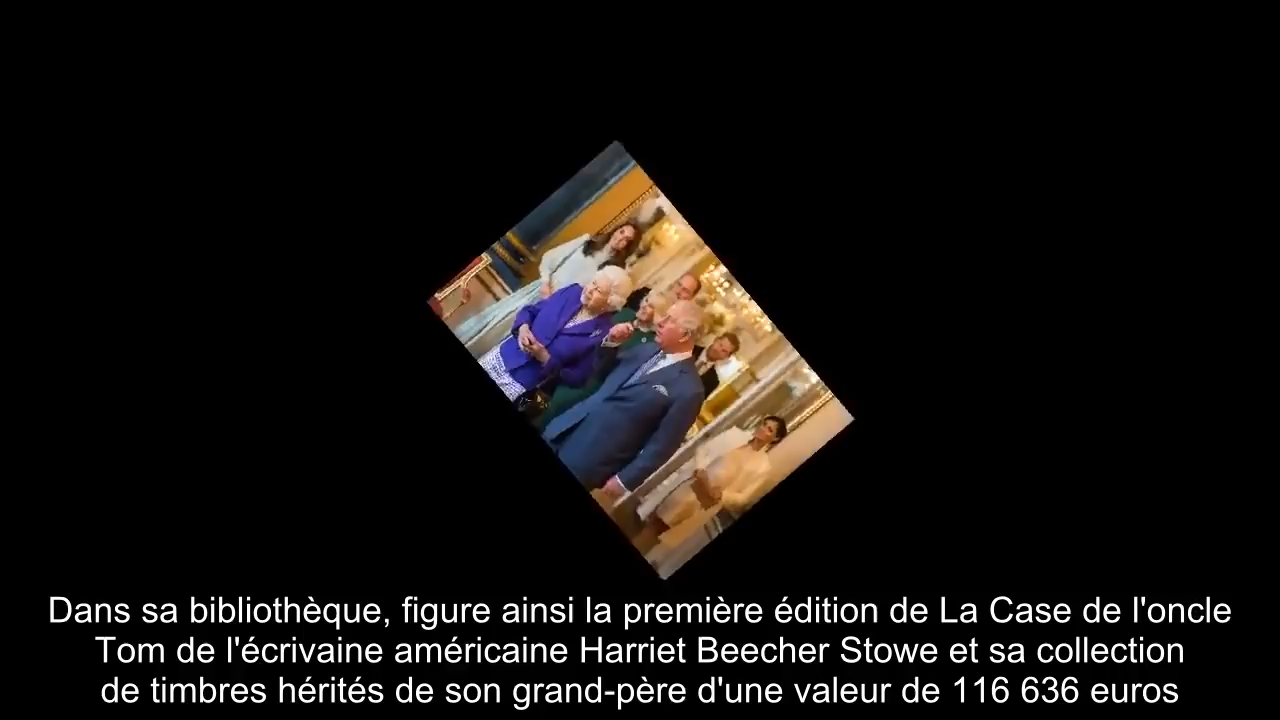 Dans sa bibliothèque, figure ainsi la première édition de La Case de l'oncle
Tom de l'écrivaine américaine Harriet Beecher Stowe et sa collection
de timbres hérités de son grand-père d'une valeur de 116 636 euros